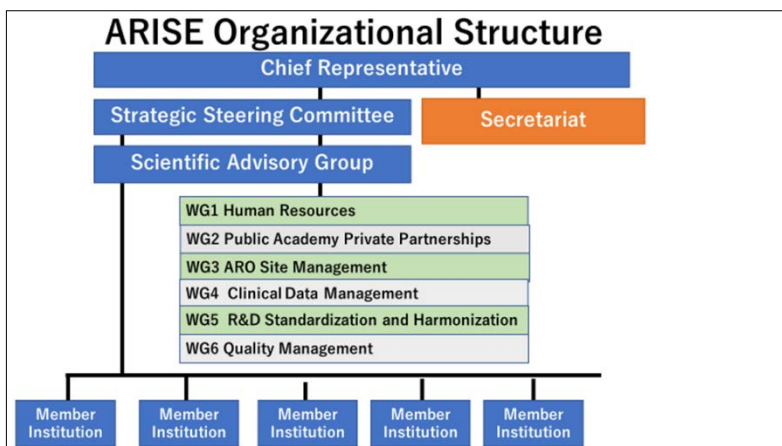 ARISE Organizational Structure
Chief Representative
Strategic Steering Committee
Secretariat
Scientific Advisory Group
WG1 Human Resources
WG2 Public Academy Private Partnerships
WG3 ARO Site Management
WG4 Clinical Data Management
WG5 R&D Standardization and Harmonization
WG6 Quality Management
Member
Institution
Member
Institution
Member
Institution
Member
Institution
Member
Institution